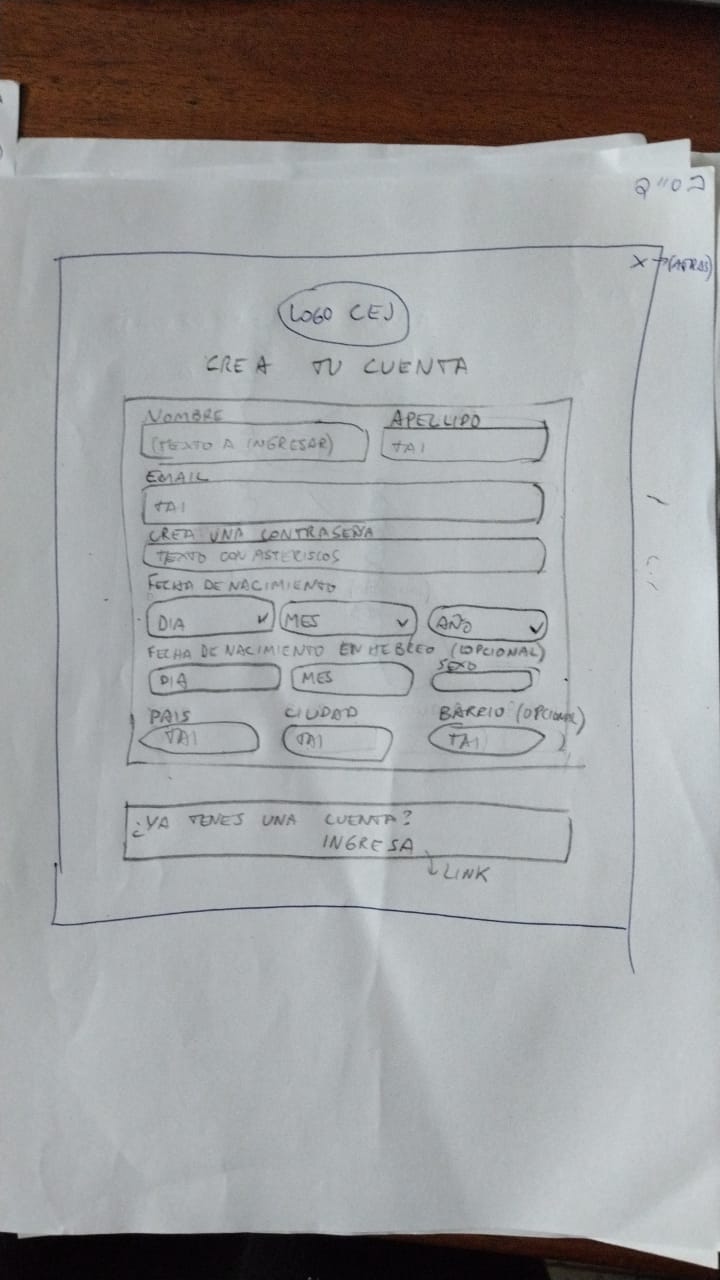 בס"ד
X → (ATRAS)
LOGO CEJ
CREA TU CUENTA
NOMBRE APELLIDO
(TEXTO A INGRESAR) TAI
EMAIL
TAI
CREA UNA CONTRASEÑA
TEXTO CON ASTERISCOS
FECHA DE NACIMIENTO
DIA MES AÑO
FECHA DE NACIMIENTO EN HEBREO (OPCIONAL)
SEXO
DIA MES
PAIS CIUDAD BARRIO (OPCIONAL)
TAI TAI TAI
¿YA TENES UNA CUENTA?
INGRESA
LINK